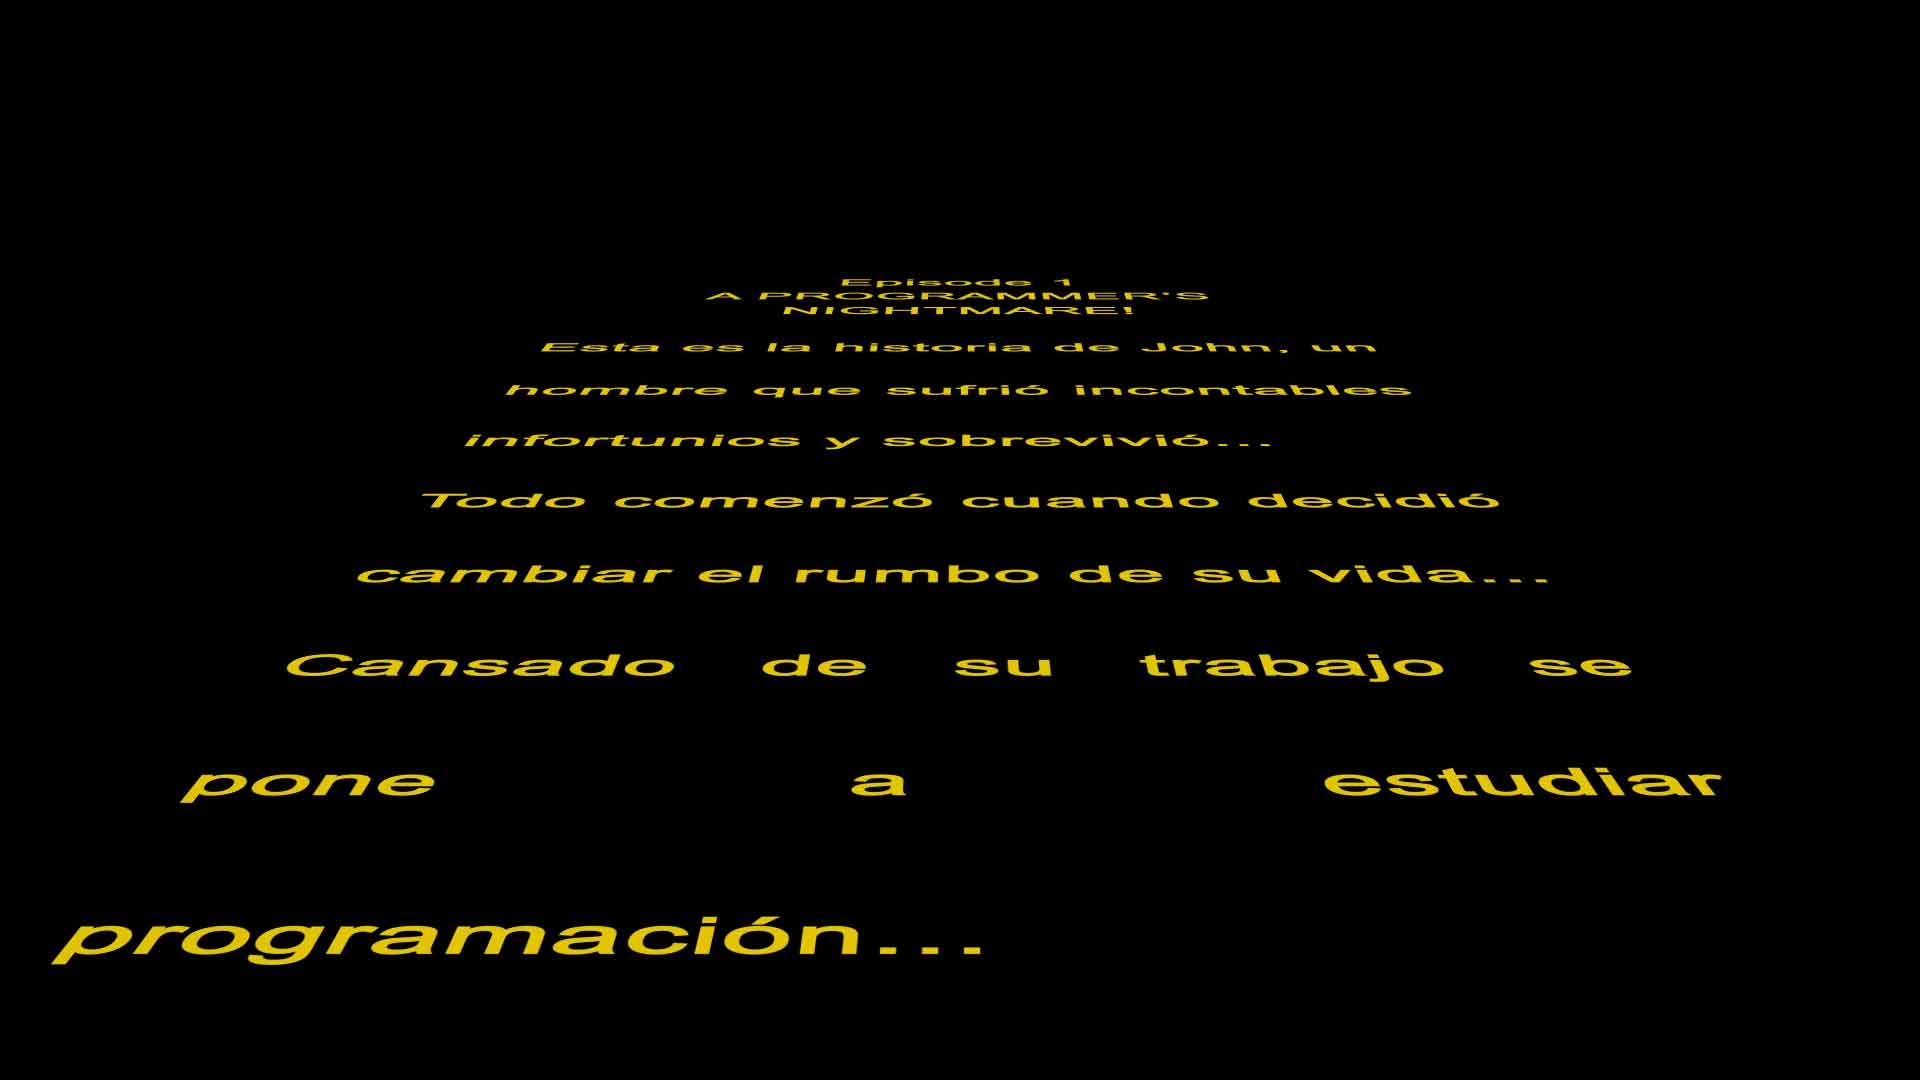 Episode 1
A PROGRAMMER'S
NIGHTMARE!
Esta es la historia de John, un
hombre que sufrió incontables
infortunios y sobrevivió...
Todo comenzó cuando decidió
cambiar el rumbo de su vida...
Cansado de su trabajo se
pone a estudiar
programación...